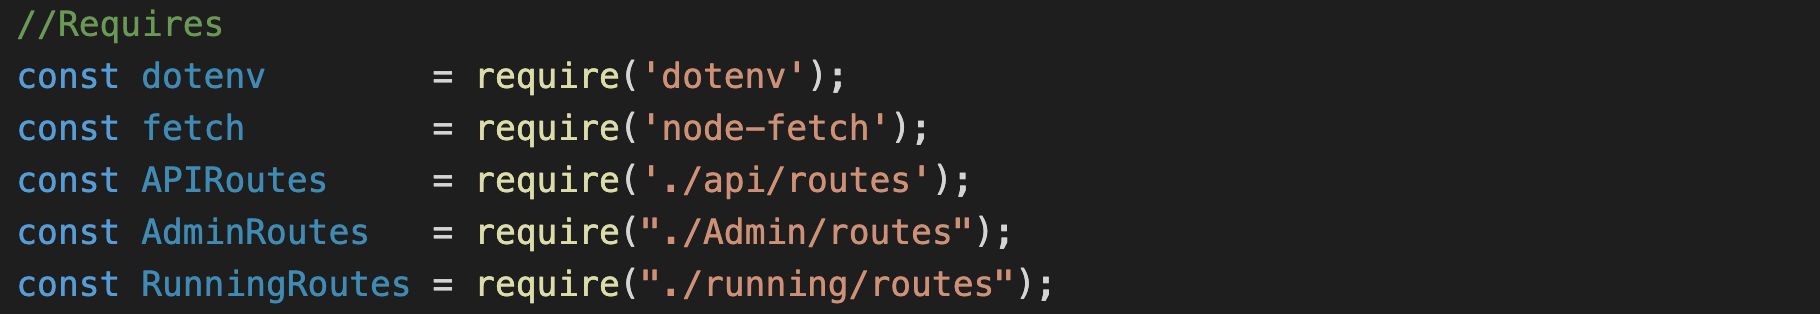 //Requires
const dotenv        = require('dotenv');
const fetch         = require('node-fetch');
const APIRoutes     = require('./api/routes');
const AdminRoutes   = require("./Admin/routes");
const RunningRoutes = require("./running/routes");